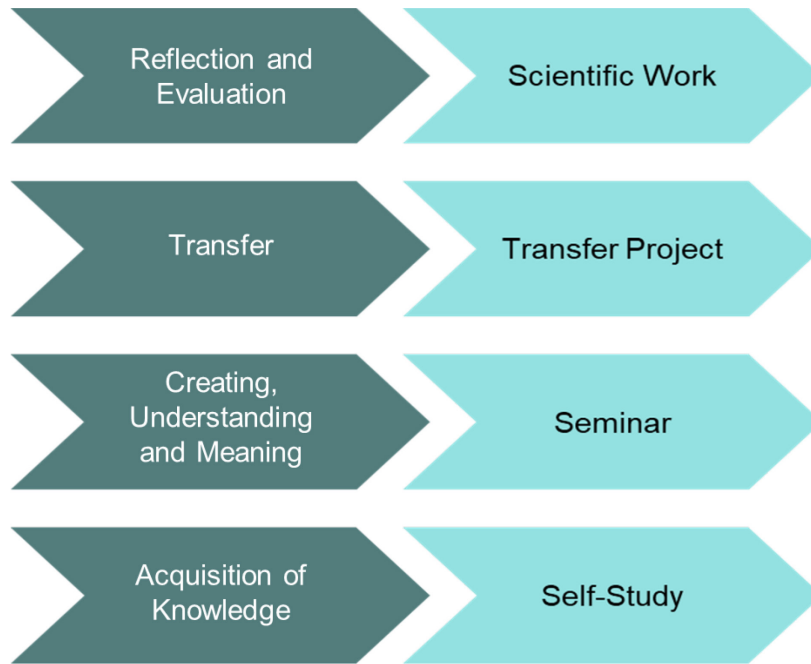 Reflection and
Evaluation
Scientific Work
Transfer
Transfer Project
Creating,
Understanding
and Meaning
Seminar
Acquisition of
Knowledge
Self-Study